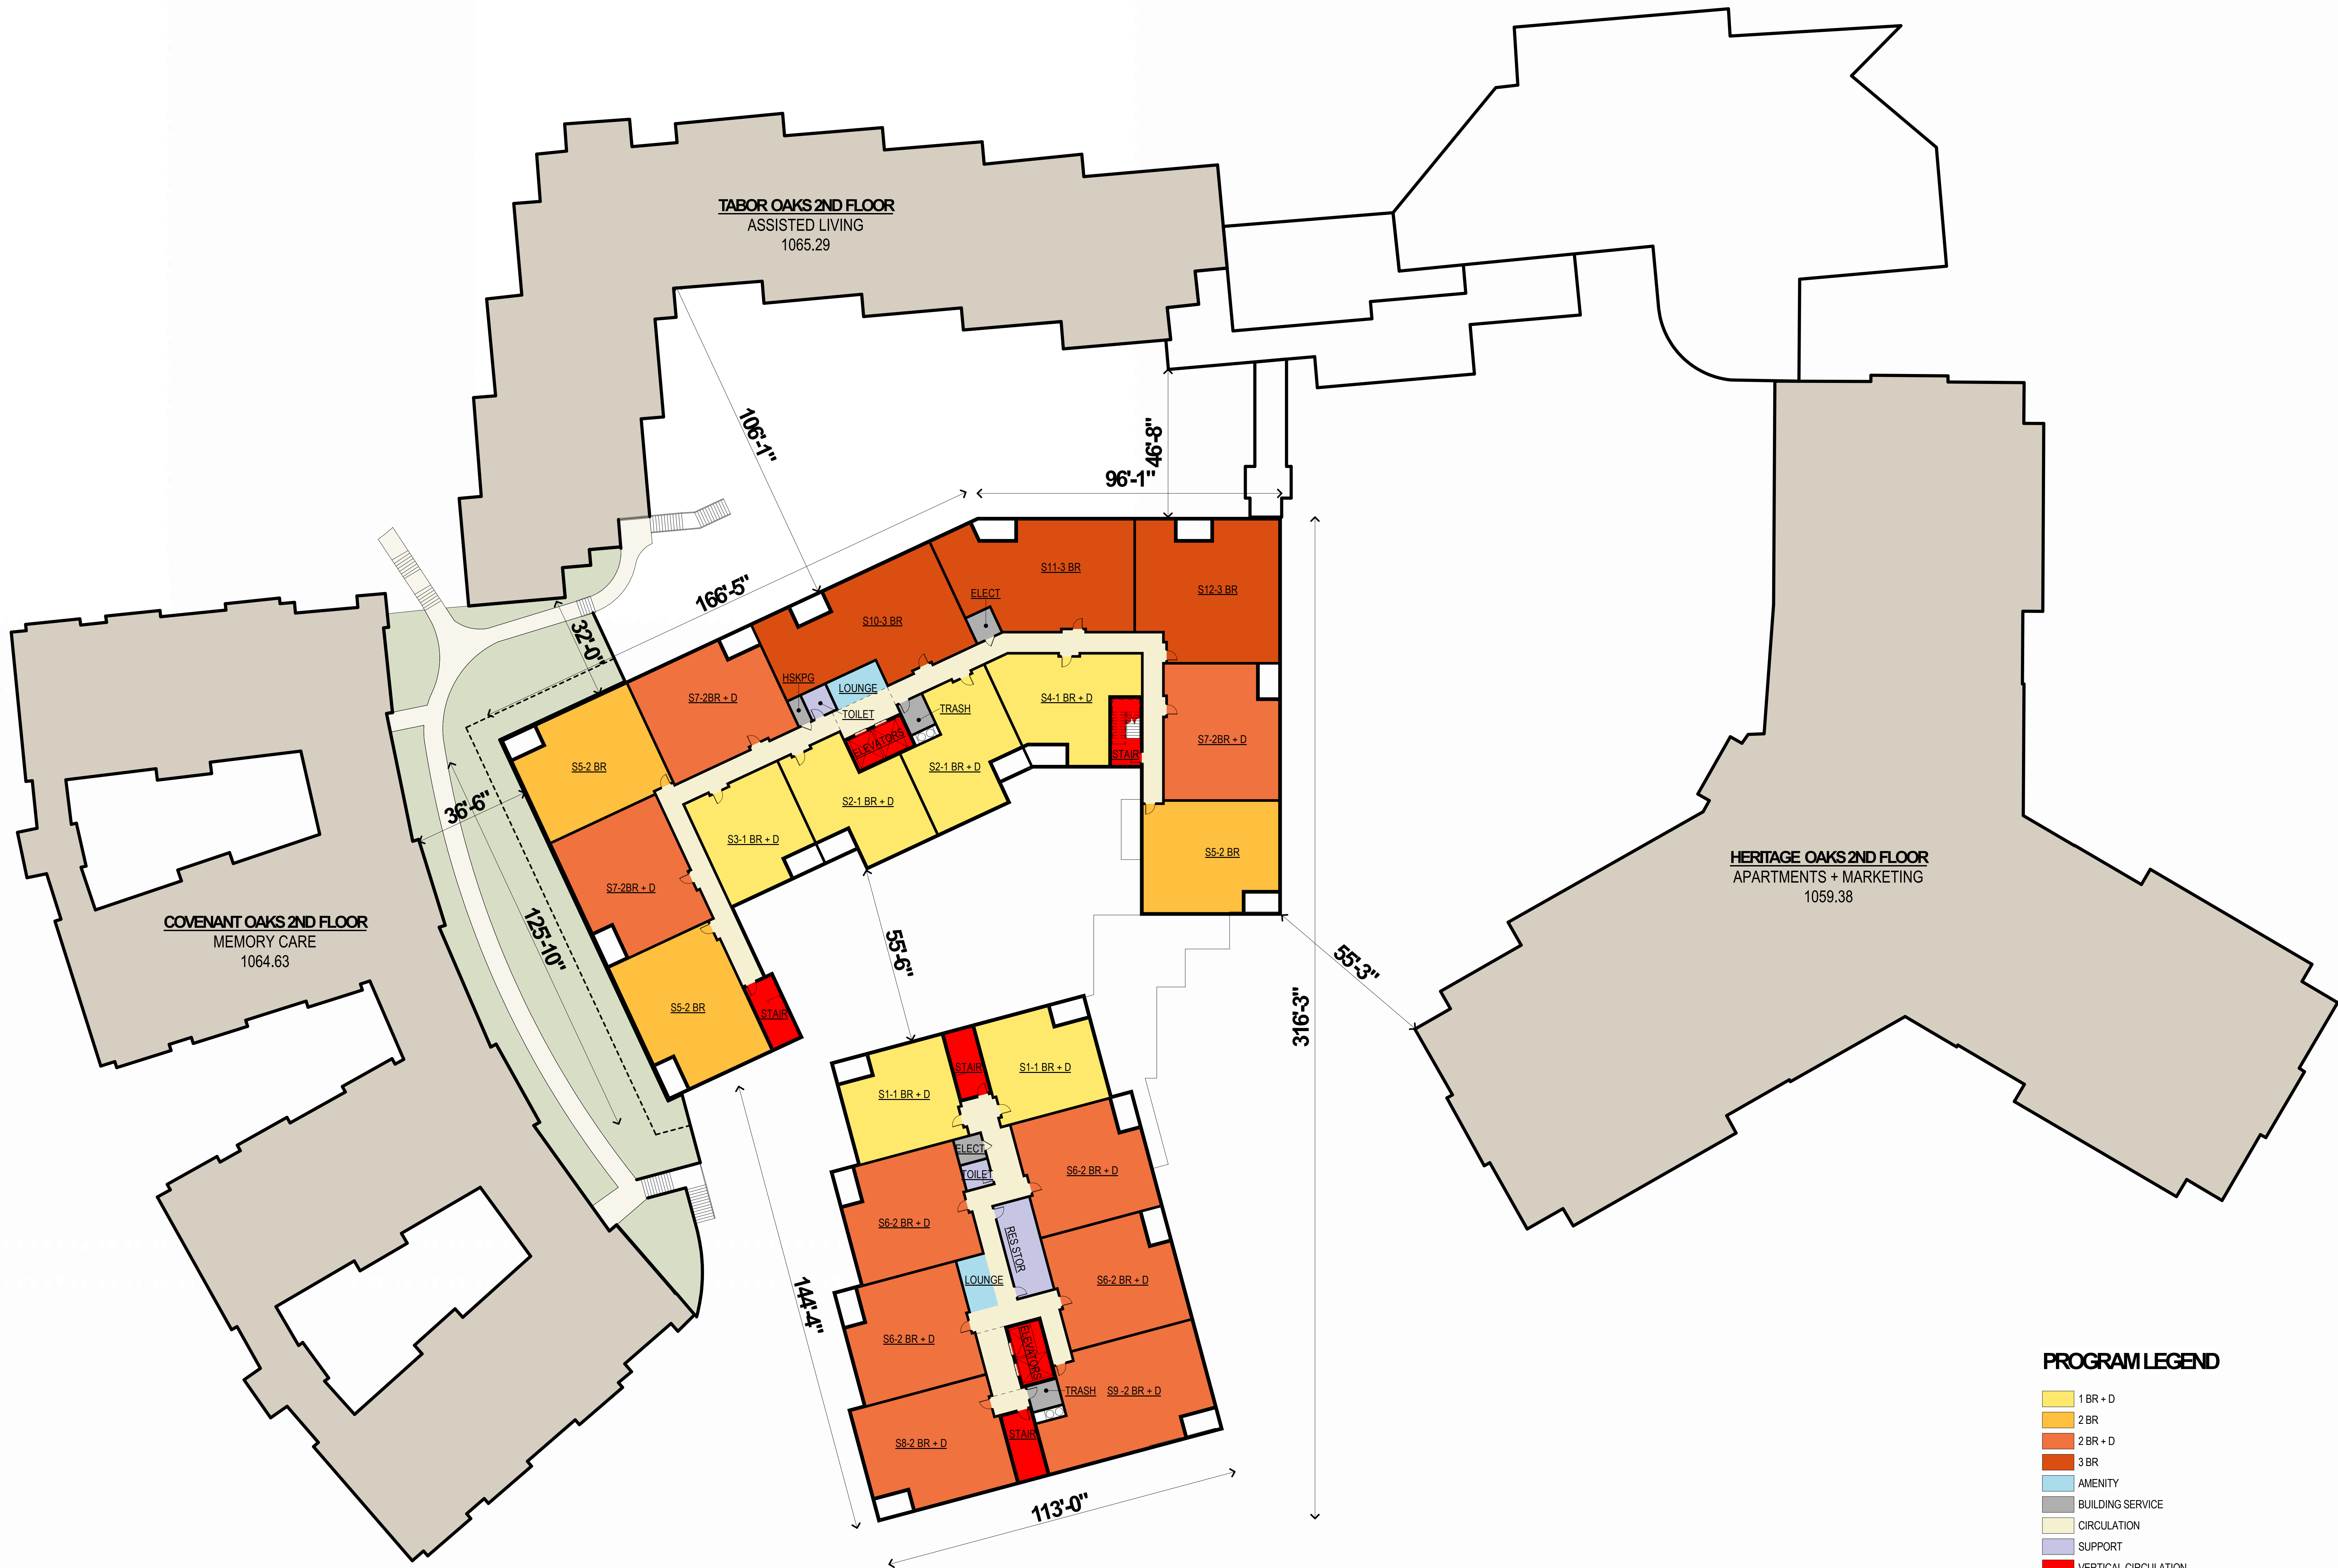 TABOR OAKS 2ND FLOOR
ASSISTED LIVING
1065.29
106'-1"
46'-8"
96'-1"
166'-5"
32'-0"
S11-3 BR
S12-3 BR
ELECT
S10-3 BR
HSKPG
LOUNGE
S7-2BR + D
TOILET
TRASH
S4-1 BR + D
ELEVATORS
STAIR
S7-2BR + D
S5-2 BR
S2-1 BR + D
S2-1 BR + D
36'-6"
S3-1 BR + D
S5-2 BR
S7-2BR + D
HERITAGE OAKS 2ND FLOOR
APARTMENTS + MARKETING
1059.38
COVENANT OAKS 2ND FLOOR
MEMORY CARE
1064.63
125'-10"
55'-6"
55'-3"
S5-2 BR
STAIR
316'-3"
STAIR
S1-1 BR + D
S1-1 BR + D
ELECT
TOILET
S6-2 BR + D
S6-2 BR + D
RES STOR
LOUNGE
S6-2 BR + D
144'-4"
S6-2 BR + D
ELEVATORS
TRASH
S9 -2 BR + D
STAIR
S8-2 BR + D
113'-0"
PROGRAM LEGEND
1 BR + D
2 BR
2 BR + D
3 BR
AMENITY
BUILDING SERVICE
CIRCULATION
SUPPORT
VERTICAL CIRCULATION